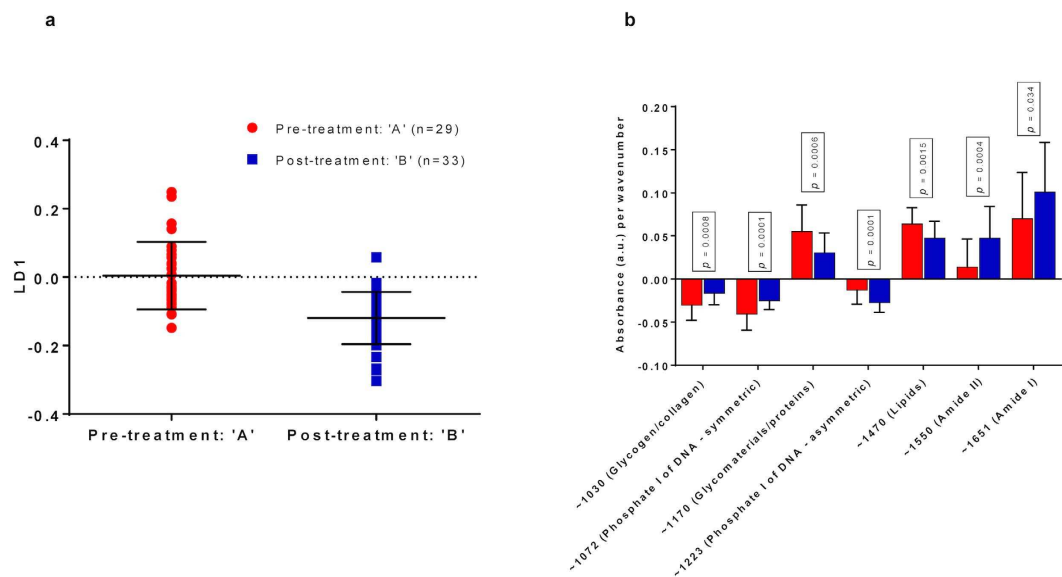 a
LD1
0.4
0.2
0.0
-0.2
-0.4
Pre-treatment: 'A' (n=29)
Post-treatment: 'B' (n=33)
Pre-treatment: 'A'
Post-treatment: 'B'
b
Absorbance (a.u.) per wavenumber
0.20
0.15
0.10
0.05
0.00
-0.05
-0.10
p = 0.0008
p = 0.0001
p = 0.0006
p = 0.0001
p = 0.0015
p = 0.0004
p = 0.034
~1030 (Glycogen/collagen)
~1072 (Phosphate I of DNA - symmetric)
~1170 (Glycomaterials/proteins)
~1223 (Phosphate I of DNA - asymmetric)
~1470 (Lipids)
~1550 (Amide II)
~1651 (Amide I)